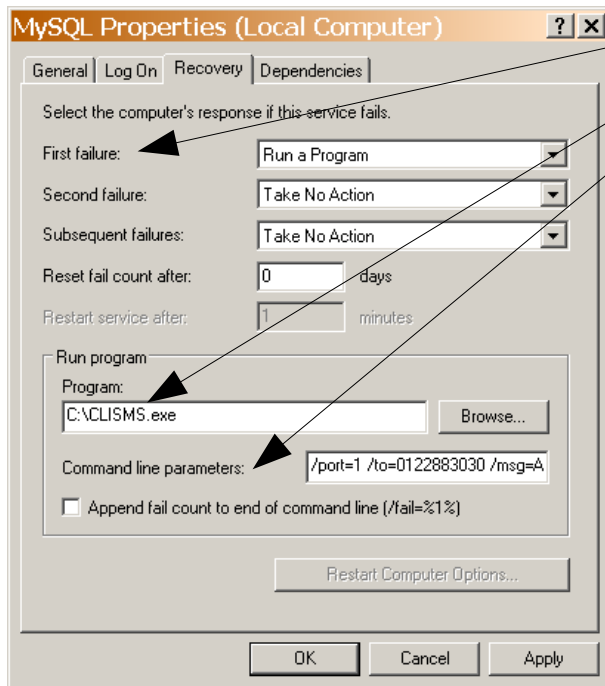 MySQL Properties (Local Computer)
General Log On Recovery Dependencies
Select the computer's response if this service fails.
First failure: Run a Program
Second failure: Take No Action
Subsequent failures: Take No Action
Reset fail count after: 0 days
Restart service after: 1 minutes
Run program
Program:
C:\CLISMS.exe Browse...
Command line parameters: /port=1 /to=0122883030 /msg=A
Append fail count to end of command line (/fail=%1%)
Restart Computer Options...
OK Cancel Apply